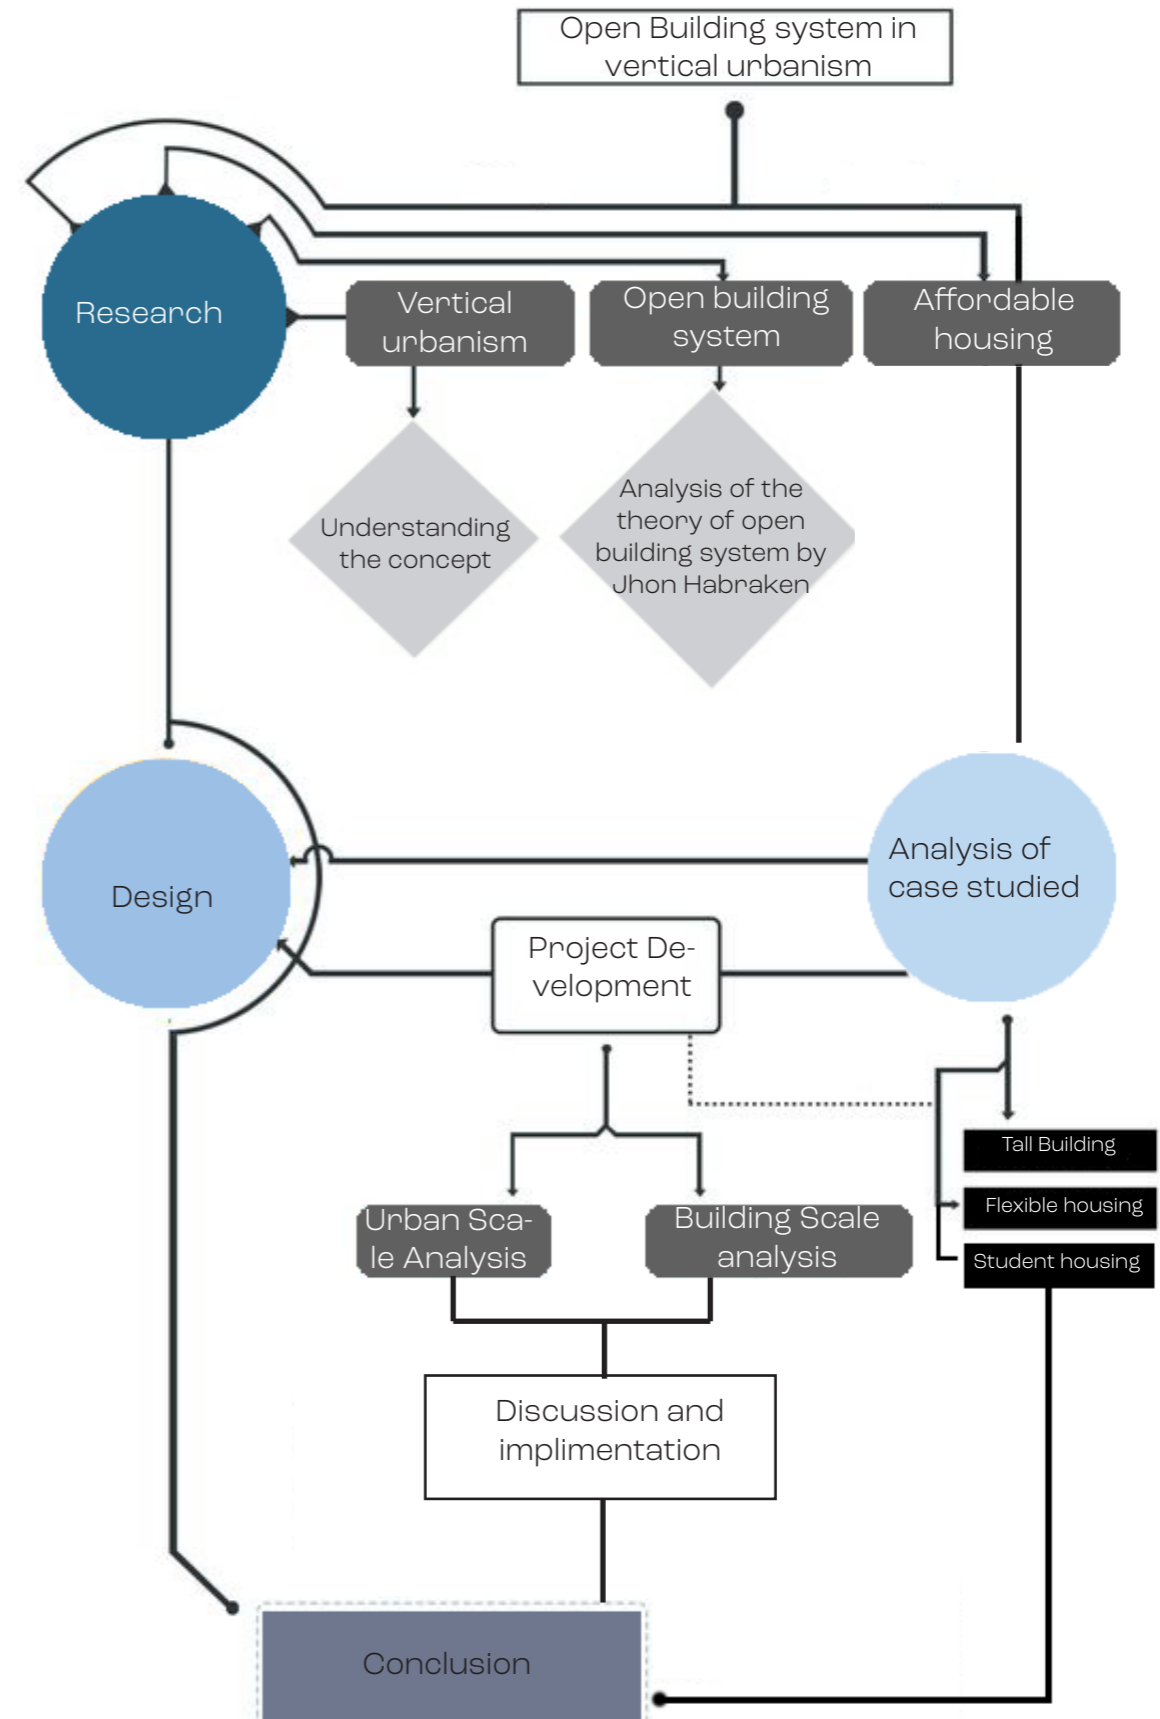 Open Building system in
vertical urbanism
Research
Vertical
urbanism
Open building
system
Affordable
housing
Understanding
the concept
Analysis of the
theory of open
building system by
Jhon Habraken
Design
Analysis of
case studied
Project De-
velopment
Tall Building
Flexible housing
Student housing
Urban Sca-
le Analysis
Building Scale
analysis
Discussion and
implimentation
Conclusion